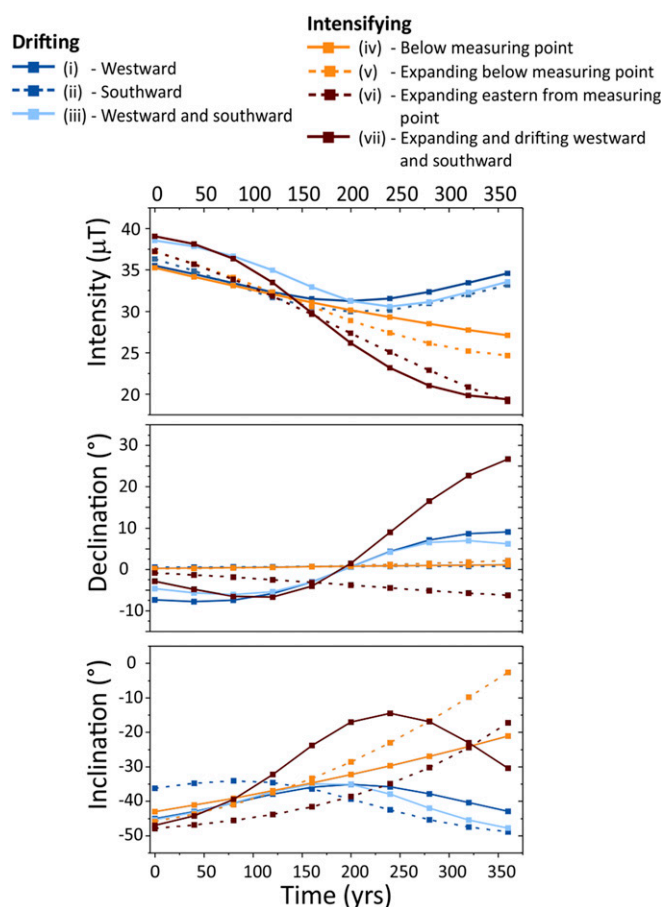 Drifting
(i) - Westward
(ii) - Southward
(iii) - Westward and southward
Intensifying
(iv) - Below measuring point
(v) - Expanding below measuring point
(vi) - Expanding eastern from measuring
point
(vii) - Expanding and drifting westward
and southward
0 50 100 150 200 250 300 350
Intensity (μT)
40
35
30
25
20
Declination (°)
30
20
10
0
-10
Inclination (°)
0
-10
-20
-30
-40
-50
0 50 100 150 200 250 300 350
Time (yrs)